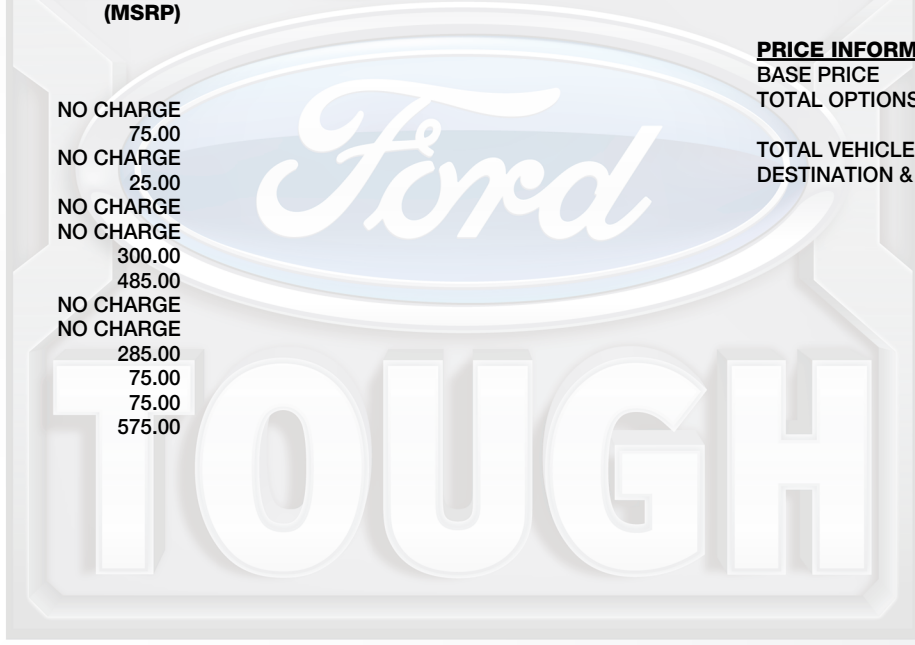 (MSRP)
NO CHARGE
75.00
NO CHARGE
25.00
NO CHARGE
NO CHARGE
300.00
485.00
NO CHARGE
NO CHARGE
285.00
75.00
75.00
575.00
PRICE INFORM
BASE PRICE
TOTAL OPTIONS
TOTAL VEHICLE
DESTINATION &
Ford
TOUGH